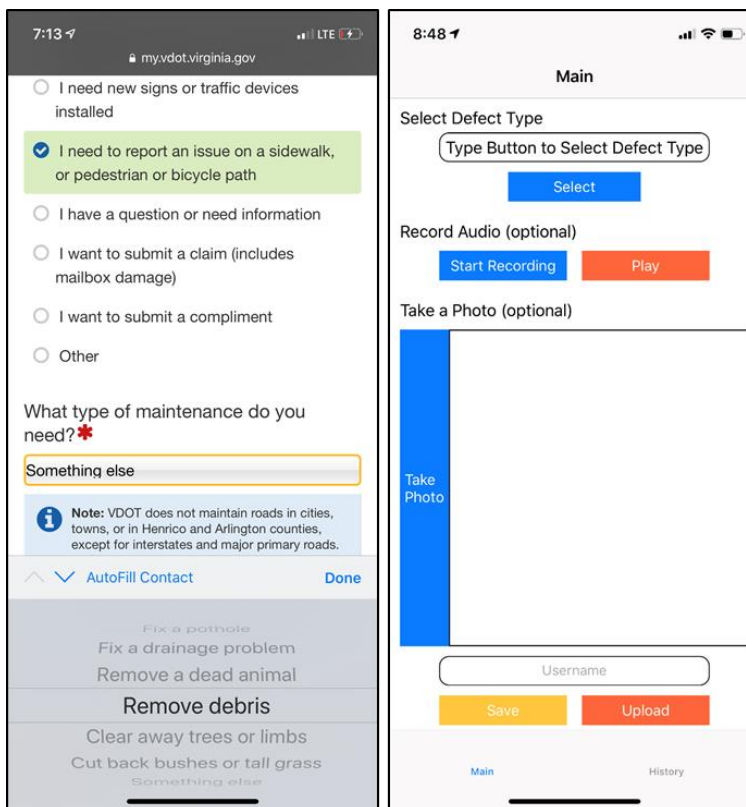 7:13
LTE
my.vdot.virginia.gov
I need new signs or traffic devices
installed
I need to report an issue on a sidewalk,
or pedestrian or bicycle path
I have a question or need information
I want to submit a claim (includes
mailbox damage)
I want to submit a compliment
Other
What type of maintenance do you
need?*
Something else
Note: VDOT does not maintain roads in cities,
towns, or in Henrico and Arlington counties,
except for interstates and major primary roads.
AutoFill Contact
Done
Fix a pothole
Fix a drainage problem
Remove a dead animal
Remove debris
Clear away trees or limbs
Cut back bushes or tall grass
Something else
8:48
Main
Select Defect Type
Type Button to Select Defect Type
Select
Record Audio (optional)
Start Recording
Play
Take a Photo (optional)
Take
Photo
Username
Save
Upload
Main
History